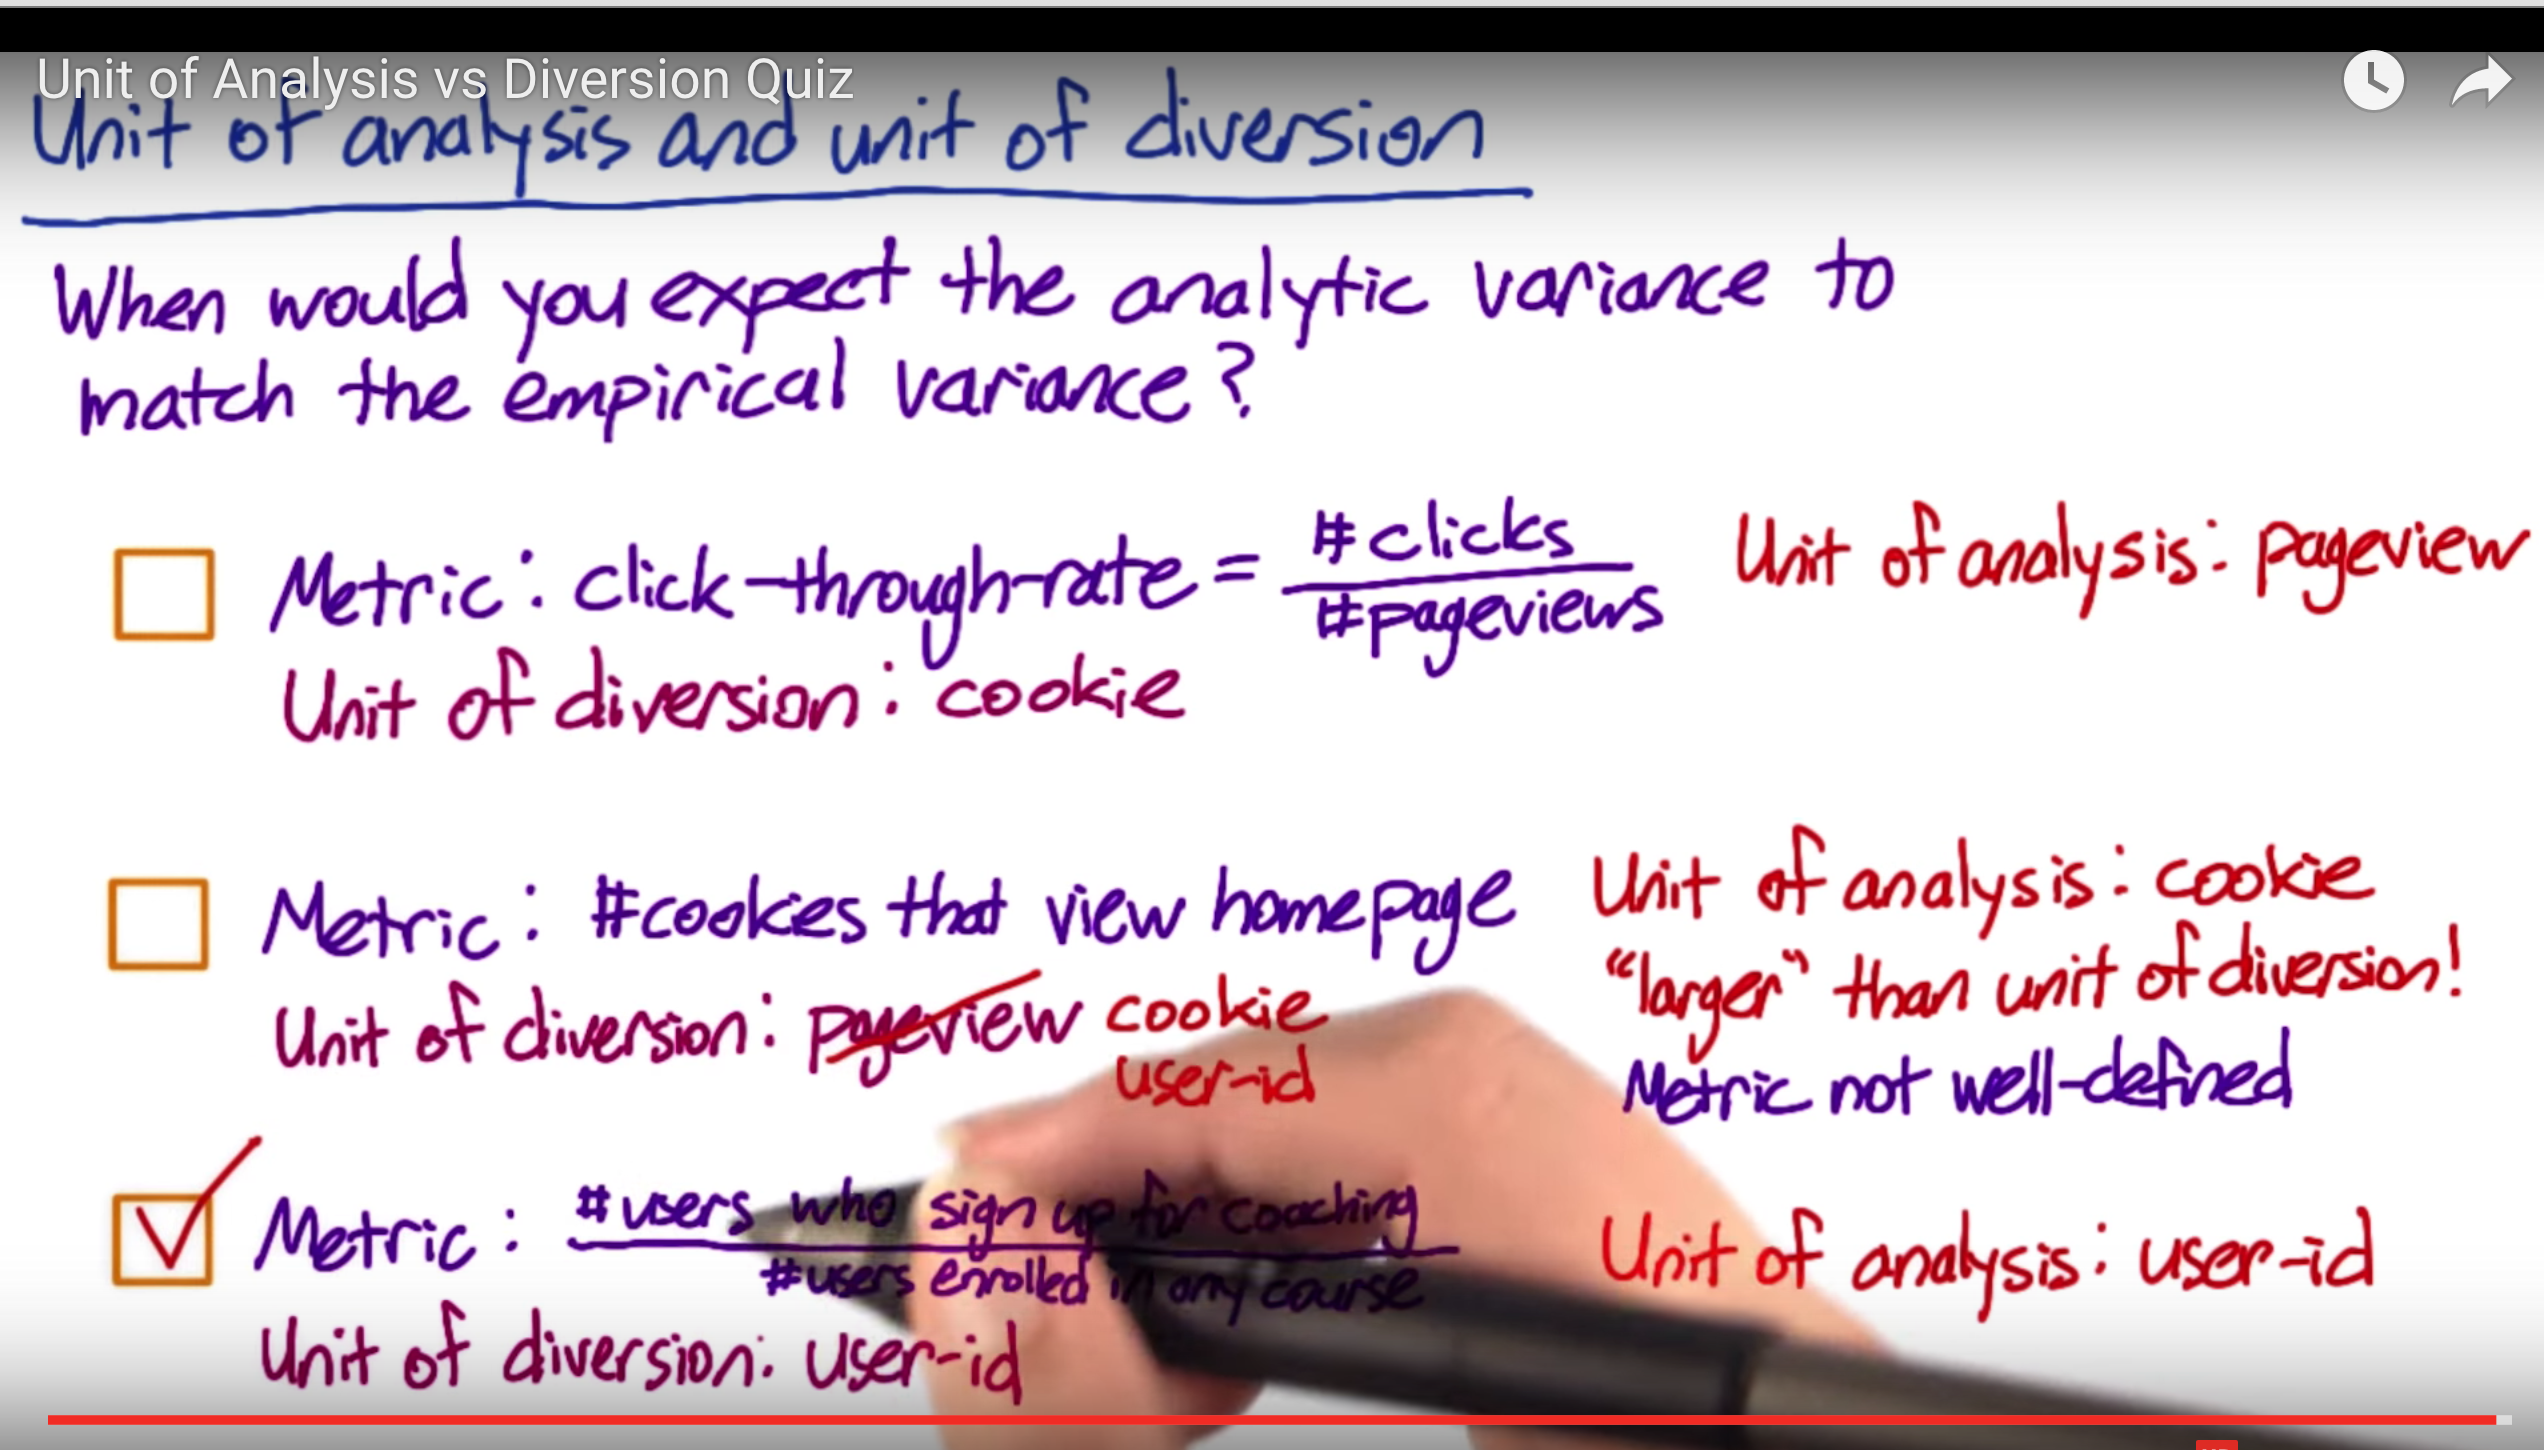 Unit of Analysis vs Diversion Quiz
Unit of analysis and unit of diversion
When would you expect the analytic variance to
match the empirical variance?
Metric: click-through-rate = #clicks
#pageviews
Unit of analysis: pageview
Unit of diversion: cookie
Metric: #cookies that view homepage
Unit of diversion: pageview cookie
user-id
Unit of analysis: cookie
"larger" than unit of diversion!
Metric not well-defined
Metric: #users who sign up for coaching
#users enrolled in any course
Unit of analysis: user-id
Unit of diversion: user-id